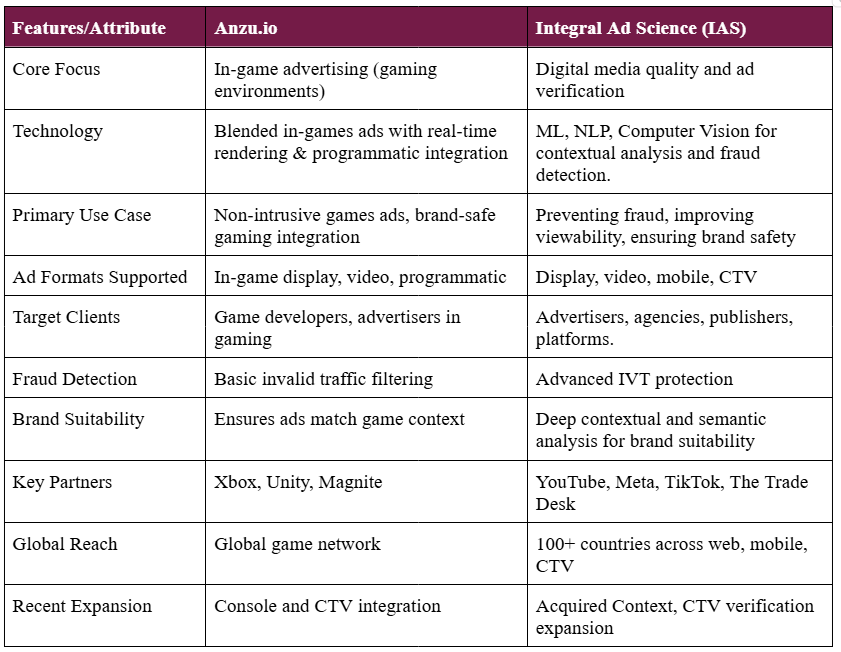 Features/Attribute Anzu.io Integral Ad Science (IAS)
Core Focus In-game advertising (gaming Digital media quality and ad
environments) verification
Technology Blended in-games ads with real-time ML, NLP, Computer Vision for
rendering & programmatic integration contextual analysis and fraud
detection.
Primary Use Case Non-intrusive games ads, brand-safe Preventing fraud, improving
gaming integration viewability, ensuring brand safety
Ad Formats Supported In-game display, video, programmatic Display, video, mobile, CTV
Target Clients Game developers, advertisers in Advertisers, agencies, publishers,
gaming platforms.
Fraud Detection Basic invalid traffic filtering Advanced IVT protection
Brand Suitability Ensures ads match game context Deep contextual and semantic
analysis for brand suitability
Key Partners Xbox, Unity, Magnite YouTube, Meta, TikTok, The Trade
Desk
Global Reach Global game network 100+ countries across web, mobile,
CTV
Recent Expansion Console and CTV integration Acquired Context, CTV verification
expansion